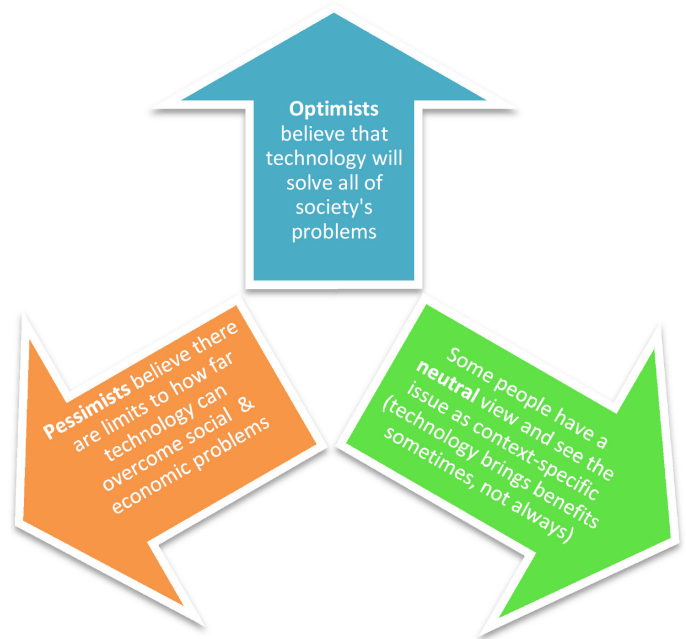 Optimists
believe that
technology will
solve all of
society's
problems
Pessimists believe there
are limits to how far
technology can
overcome social &
economic problems
Some people have a
neutral view and see the
issue as context-specific
(technology brings benefits
sometimes, not always)